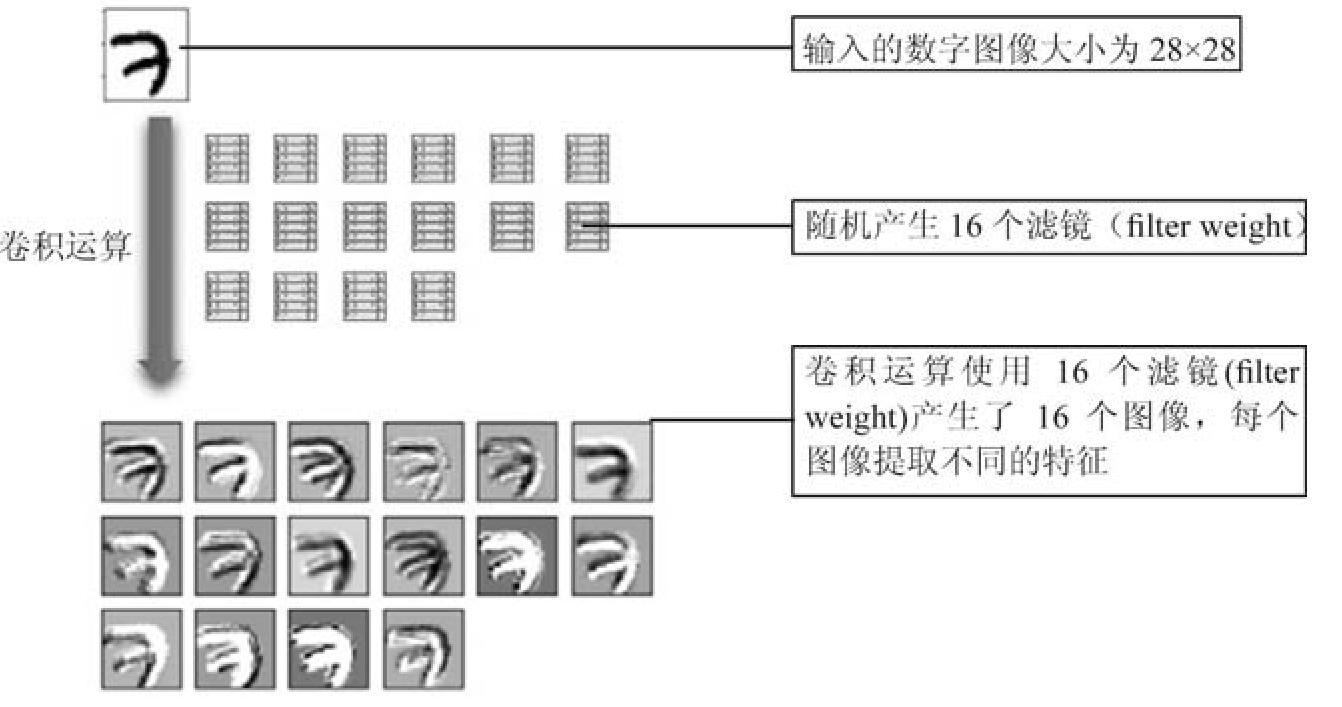 输入的数字图像大小为 28×28
随机产生 16 个滤镜（filter weight）
卷积运算
卷积运算使用 16 个滤镜(filter
weight)产生了 16 个图像，每个
图像提取不同的特征